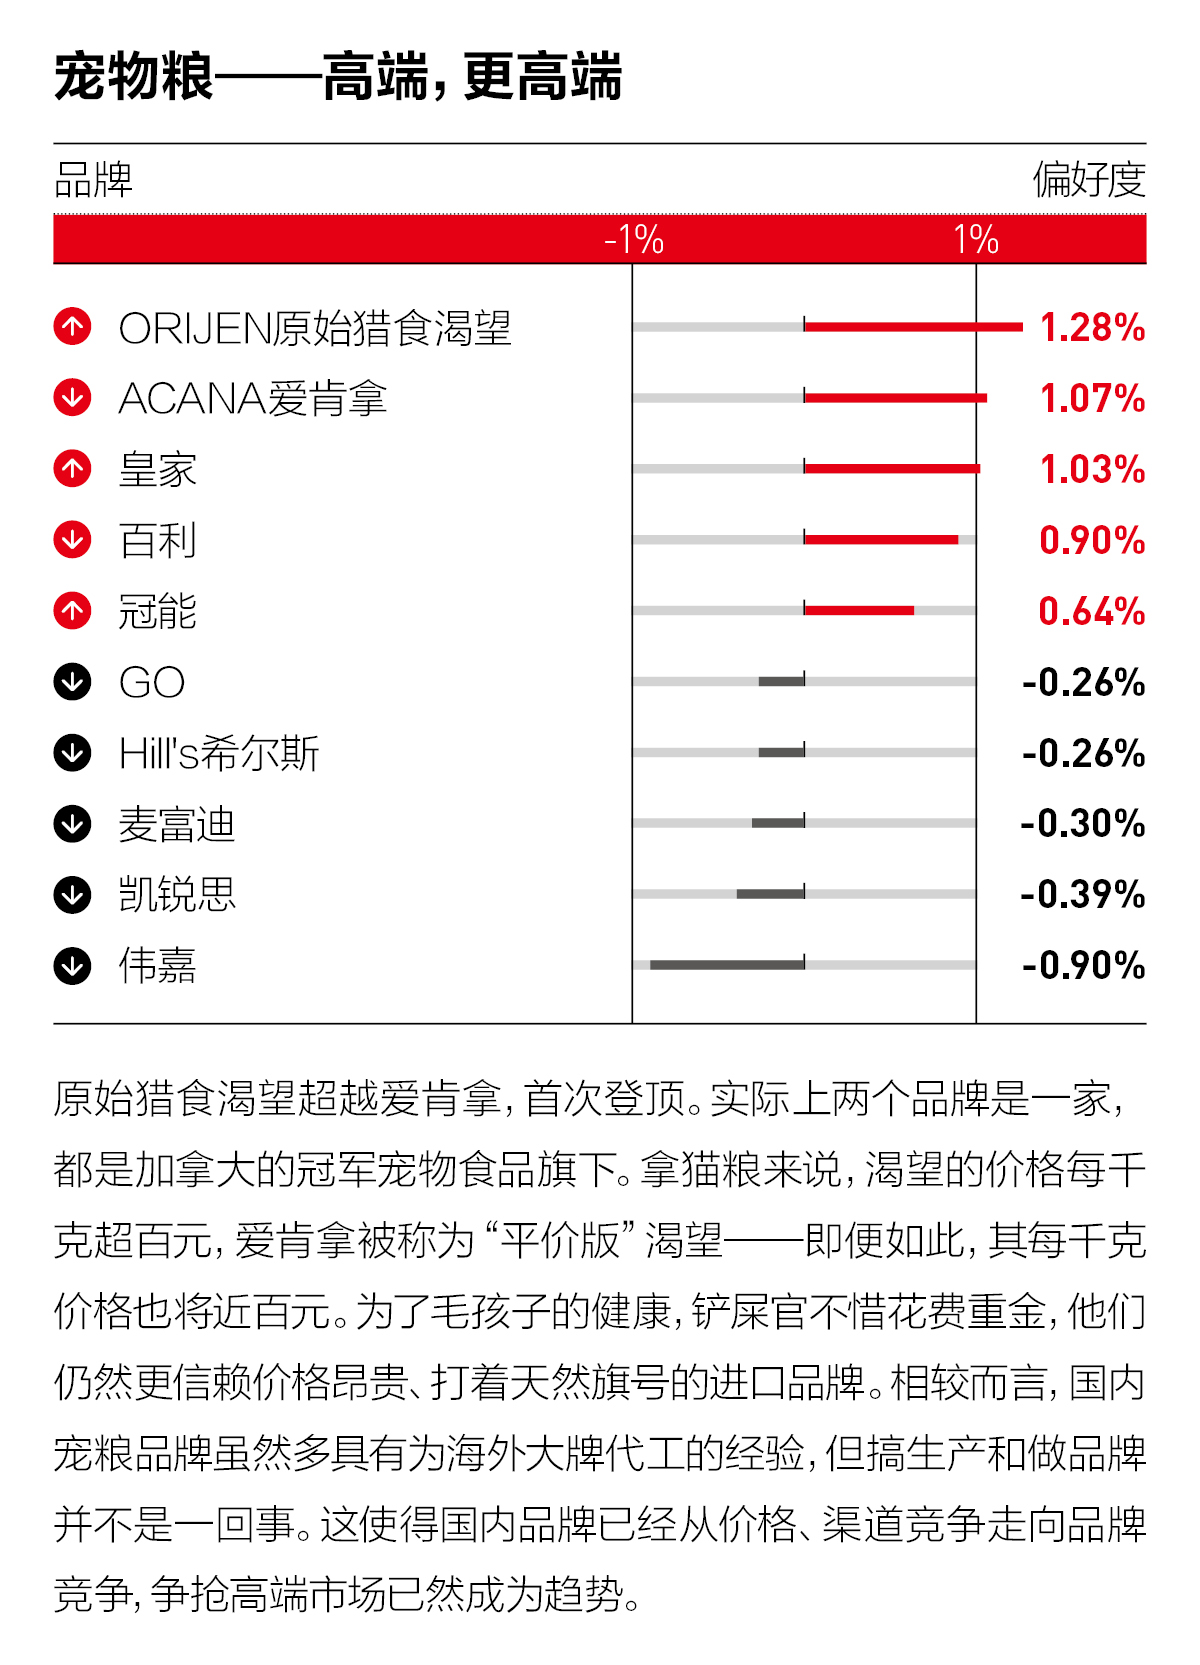 宠物粮——高端，更高端
品牌 偏好度
-1% 1%
ORIJEN原始猎食渴望 1.28%
ACANA爱肯拿 1.07%
皇家 1.03%
百利 0.90%
冠能 0.64%
GO -0.26%
Hill's希尔斯 -0.26%
麦富迪 -0.30%
凯锐思 -0.39%
伟嘉 -0.90%
原始猎食渴望超越爱肯拿，首次登顶。实际上两个品牌是一家，
都是加拿大的冠军宠物食品旗下。拿猫粮来说，渴望的价格每千
克超百元，爱肯拿被称为“平价版”渴望——即便如此，其每千克
价格也将近百元。为了毛孩子的健康，铲屎官不惜花费重金，他们
仍然更信赖价格昂贵、打着天然旗号的进口品牌。相较而言，国内
宠粮品牌虽然多具有为海外大牌代工的经验，但搞生产和做品牌
并不是一回事。这使得国内品牌已经从价格、渠道竞争走向品牌
竞争，争抢高端市场已然成为趋势。